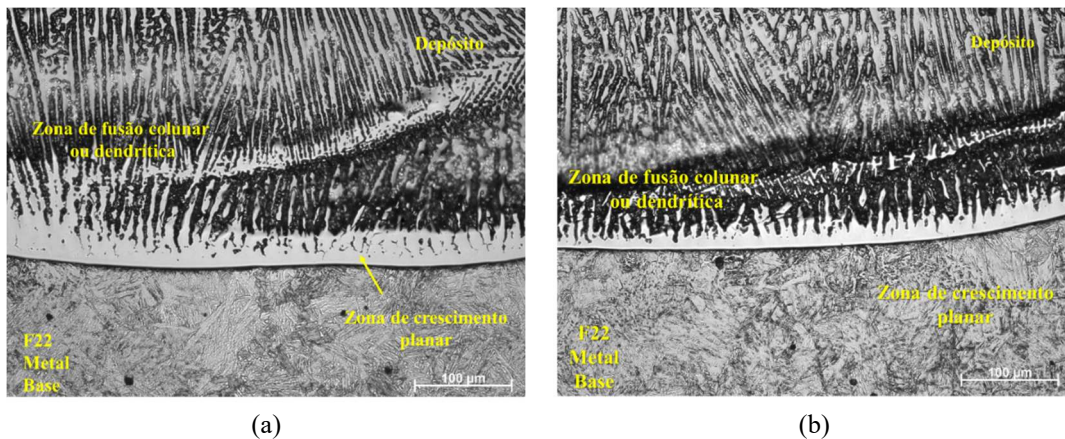 Depósito
Zona de fusão colunar
ou dendrítica
Zona de crescimento
planar
F22
Metal
Base
100 µm
(a)
Depósito
Zona de fusão colunar
ou dendrítica
Zona de crescimento
planar
F22
Metal
Base
100 µm
(b)